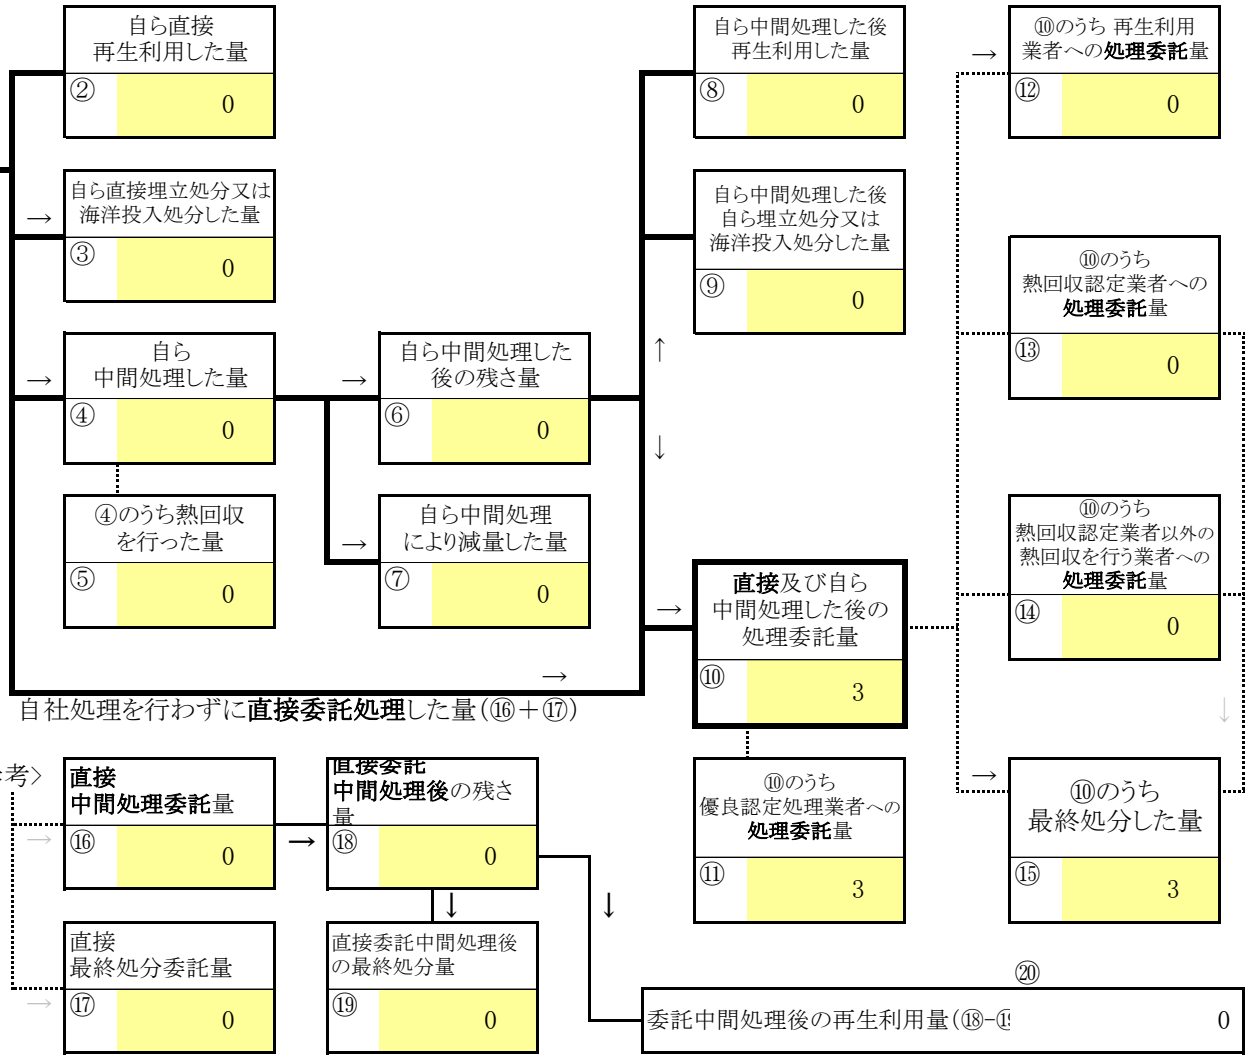 自ら直接
再生利用した量
②
0
→
自ら直接埋立処分又は
海洋投入処分した量
③
0
→
自ら
中間処理した量
④
0
④のうち熱回収
を行った量
⑤
0
→
自ら中間処理した
後の残さ量
⑥
0
→
自ら中間処理
により減量した量
⑦
0
自ら中間処理した後
再生利用した量
⑧
0
自ら中間処理した後
自ら埋立処分又は
海洋投入処分した量
⑨
0
↑
↓
→
直接及び自ら
中間処理した後の
処理委託量
⑩
3
⑩のうち
優良認定処理業者への
処理委託量
⑪
3
→
⑩のうち 再生利用
業者への処理委託量
⑫
0
⑩のうち
熱回収認定業者への
処理委託量
⑬
0
⑩のうち
熱回収認定業者以外の
熱回収を行う業者への
処理委託量
⑭
0
↓
→
⑩のうち
最終処分した量
⑮
3
→
自社処理を行わずに直接委託処理した量(⑯+⑰)
考>
→
直接
中間処理委託量
⑯
0
→
直接委託
中間処理後の残さ
量
⑱
0
↓
↓
→
直接
最終処分委託量
⑰
0
直接委託中間処理後
の最終処分量
⑲
0
⑳
委託中間処理後の再生利用量(⑱-⑲
0